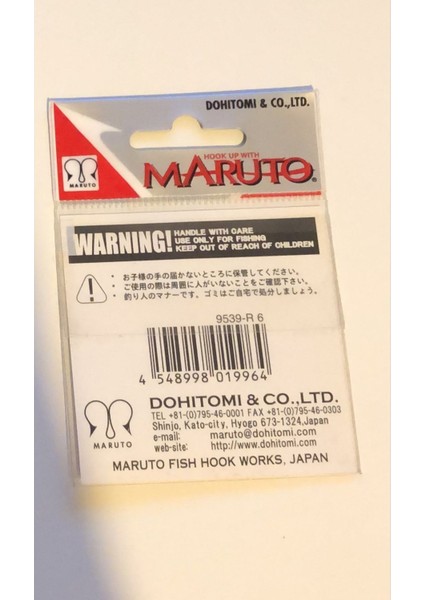 DOHITOMI & CO.,LTD.
HOOK UP WITH
MARUTO®
MARUTO
WARNING!
HANDLE WITH CARE
USE ONLY FOR FISHING
KEEP OUT OF REACH OF CHILDREN
• お子様の手の届かないところに保管してください。
• ご使用の際は周囲に人がいないことをご確認下さい。
• 釣り人のマナーです。ゴミはご自宅で処分しましょう。
9539-R 6
4 548998 019964
DOHITOMI & CO.,LTD.
TEL +81-(0)795-46-0001 FAX +81-(0)795-46-0303
Shinjo, Kato-city, Hyogo 673-1324,Japan
e-mail: maruto@dohitomi.com
web-site: http://www.dohitomi.com
MARUTO
MARUTO FISH HOOK WORKS, JAPAN